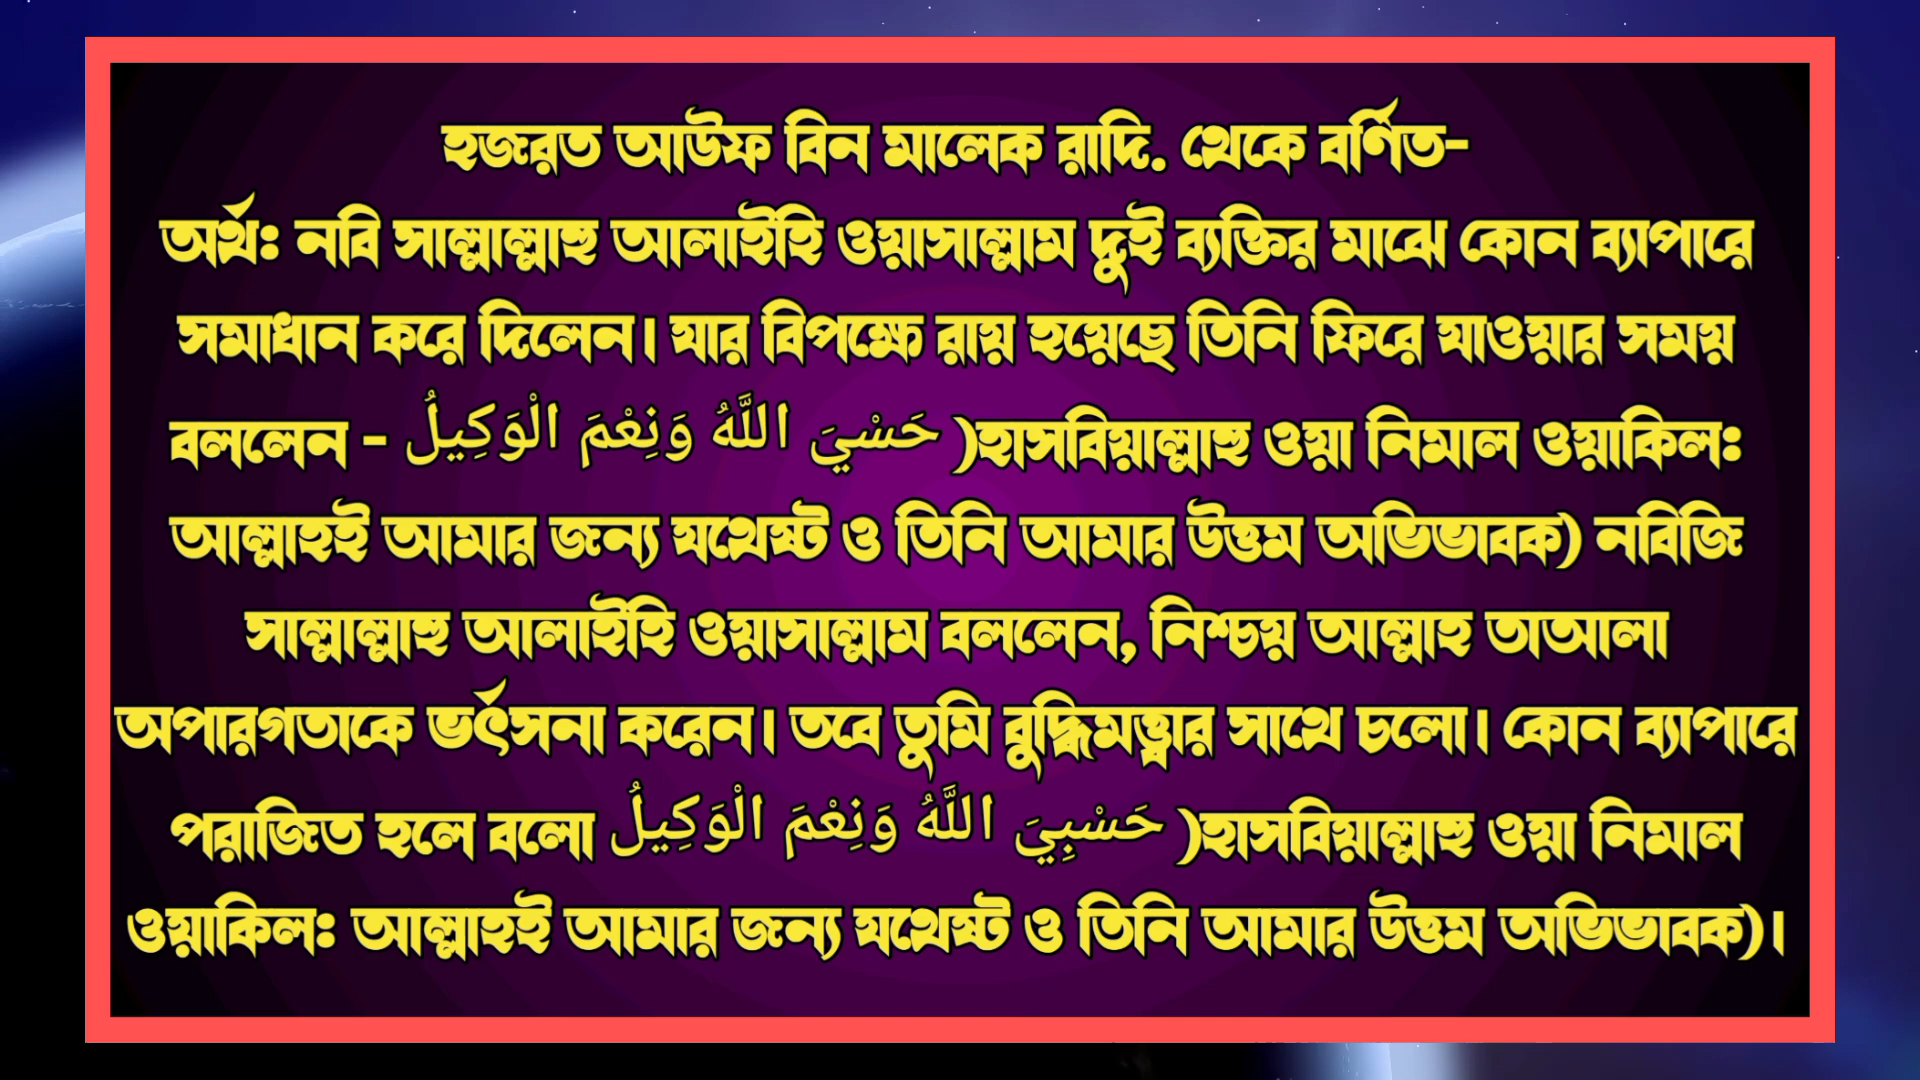 হজরত আউফ বিন মালেক রাদি. থেকে বর্ণিত-
অর্থঃ নবি সাল্লাল্লাহু আলাইহি ওয়াসাল্লাম দুই ব্যক্তির মাঝে কোন ব্যাপারে
সমাধান করে দিলেন। যার বিপক্ষে রায় হয়েছে তিনি ফিরে যাওয়ার সময়
বললেন - حَسْيَ اللَّهُ وَنِعْمَ الْوَكِيلُ )হাসবিয়াল্লাহু ওয়া নিমাল ওয়াকিলঃ
আল্লাহই আমার জন্য যথেষ্ট ও তিনি আমার উত্তম অভিভাবক) নবিজি
সাল্লাল্লাহু আলাইহি ওয়াসাল্লাম বললেন, নিশ্চয় আল্লাহ তাআলা
অপারগতাকে ভর্ৎসনা করেন। তবে তুমি বুদ্ধিমত্ত্বার সাথে চলো। কোন ব্যাপারে
পরাজিত হলে বলো حَسْبِيَ اللَّهُ وَنِعْمَ الْوَكِيلُ )হাসবিয়াল্লাহু ওয়া নিমাল
ওয়াকিলঃ আল্লাহই আমার জন্য যথেষ্ট ও তিনি আমার উত্তম অভিভাবক)।